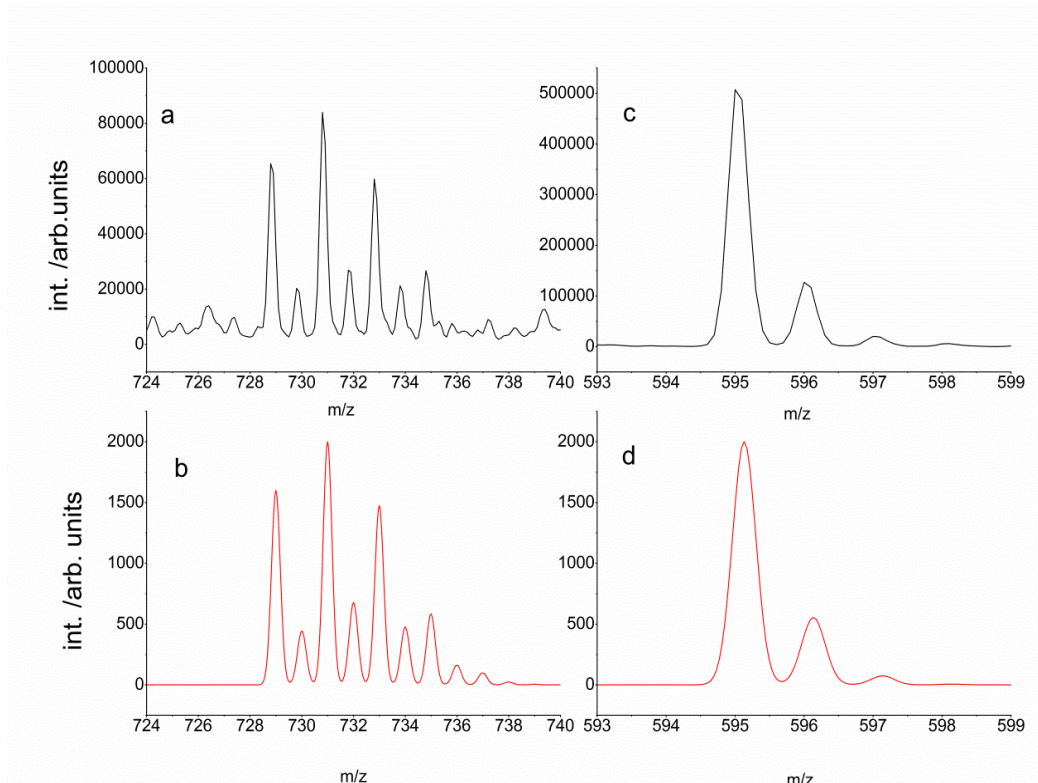 a
100000
80000
60000
40000
20000
0
int. /arb.units
724 726 728 730 732 734 736 738 740
m/z
c
500000
400000
300000
200000
100000
0
593 594 595 596 597 598 599
m/z
b
2000
1500
1000
500
0
int. /arb. units
724 726 728 730 732 734 736 738 740
m/z
d
2000
1500
1000
500
0
593 594 595 596 597 598 599
m/z